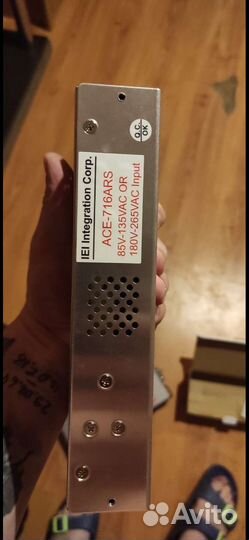 Q.C.
OK
IEI Integration Corp.
ACE-716ARS
85V-135VAC OR
180V-265VAC Input
Avito